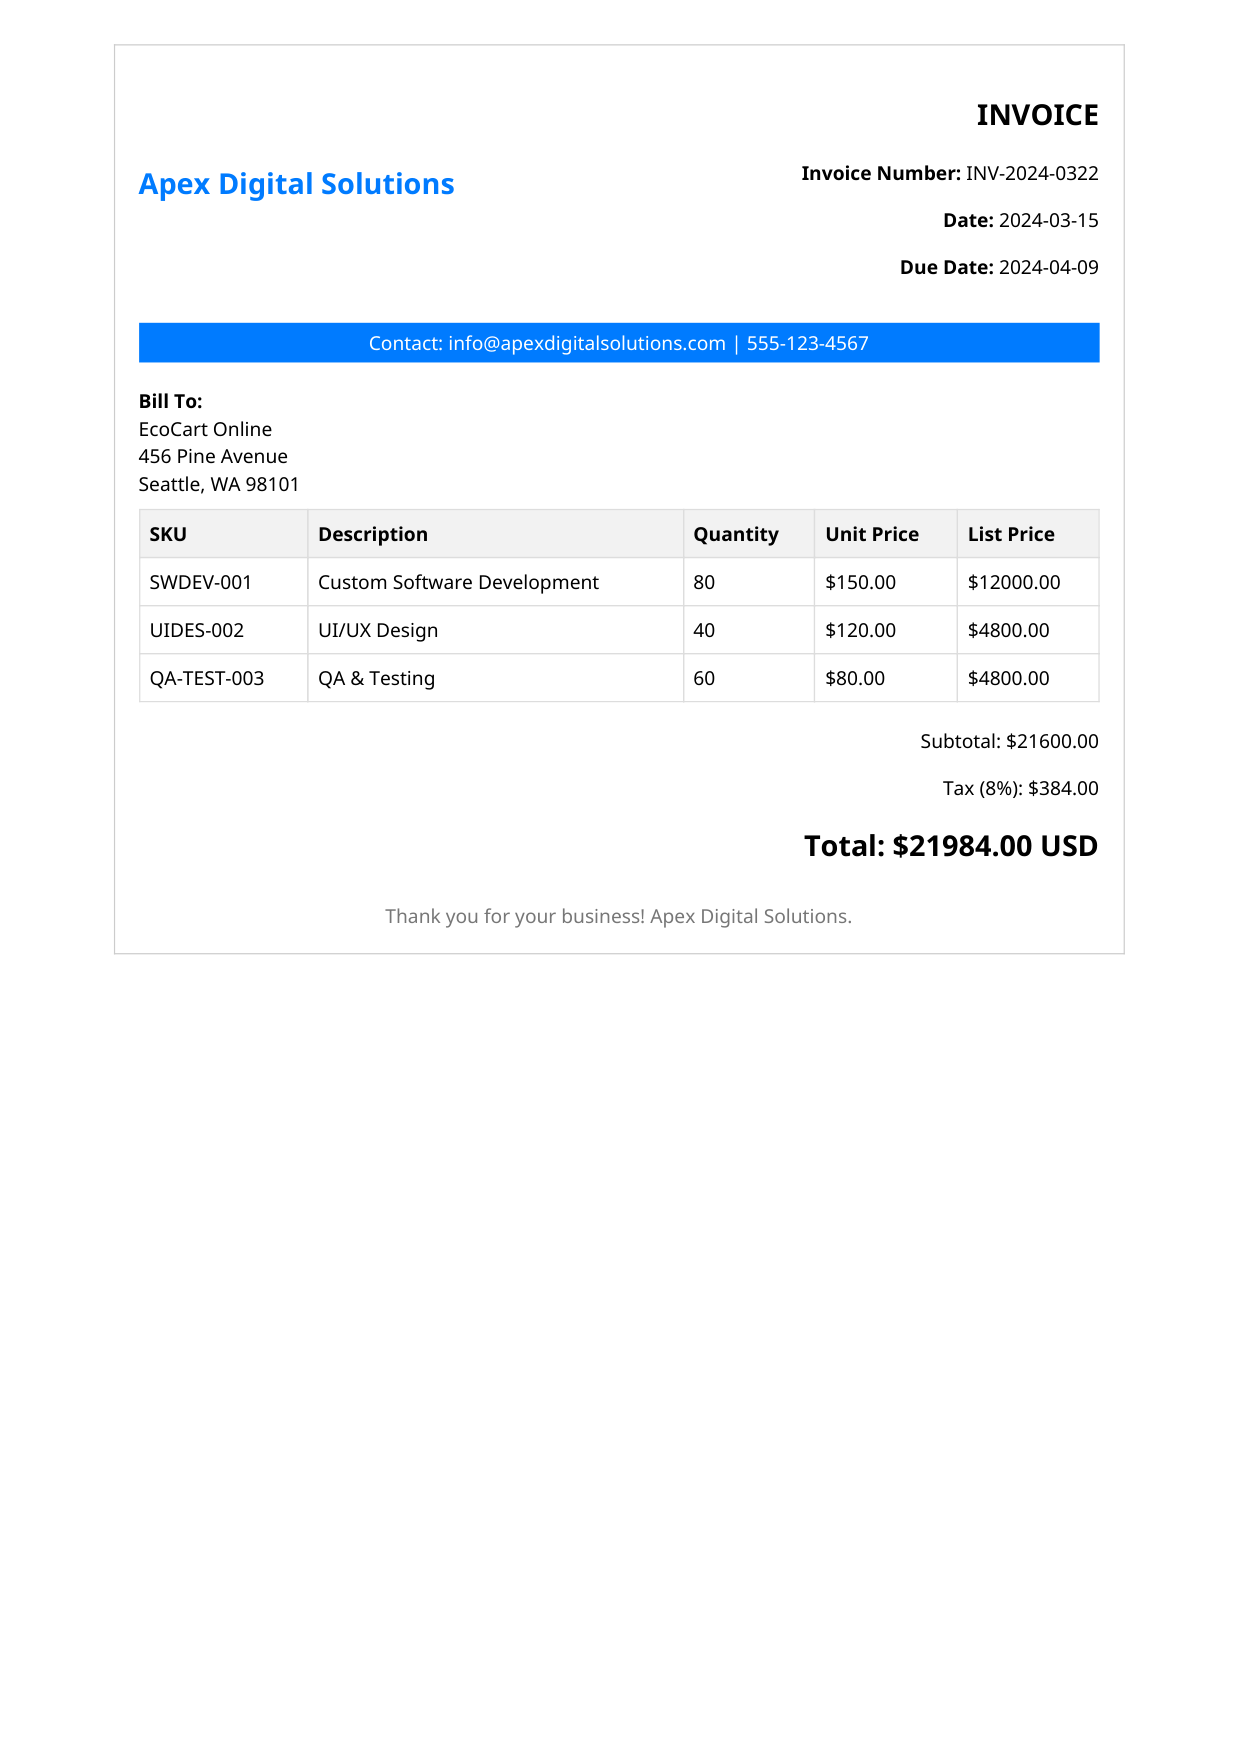 INVOICE
Apex Digital Solutions
Invoice Number: INV-2024-0322
Date: 2024-03-15
Due Date: 2024-04-09
Contact: info@apexdigitalsolutions.com | 555-123-4567
Bill To:
EcoCart Online
456 Pine Avenue
Seattle, WA 98101
SKU Description Quantity Unit Price List Price
SWDEV-001 Custom Software Development 80 $150.00 $12000.00
UIDES-002 UI/UX Design 40 $120.00 $4800.00
QA-TEST-003 QA & Testing 60 $80.00 $4800.00
Subtotal: $21600.00
Tax (8%): $384.00
Total: $21984.00 USD
Thank you for your business! Apex Digital Solutions.